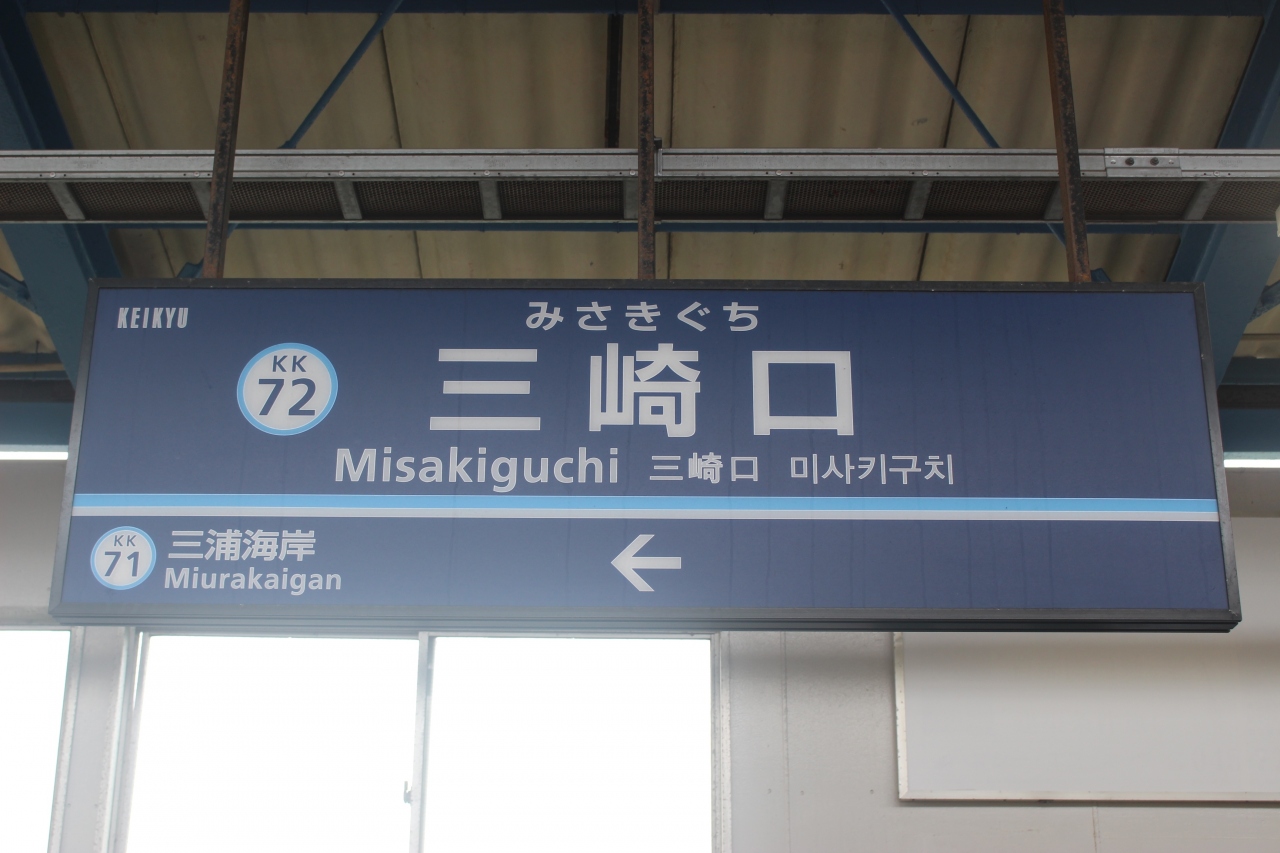 KEIKYU
みさきぐち
KK
72
三崎口
Misakiguchi 三崎口 미사키구치
KK
71
三浦海岸
Miurakaigan
←